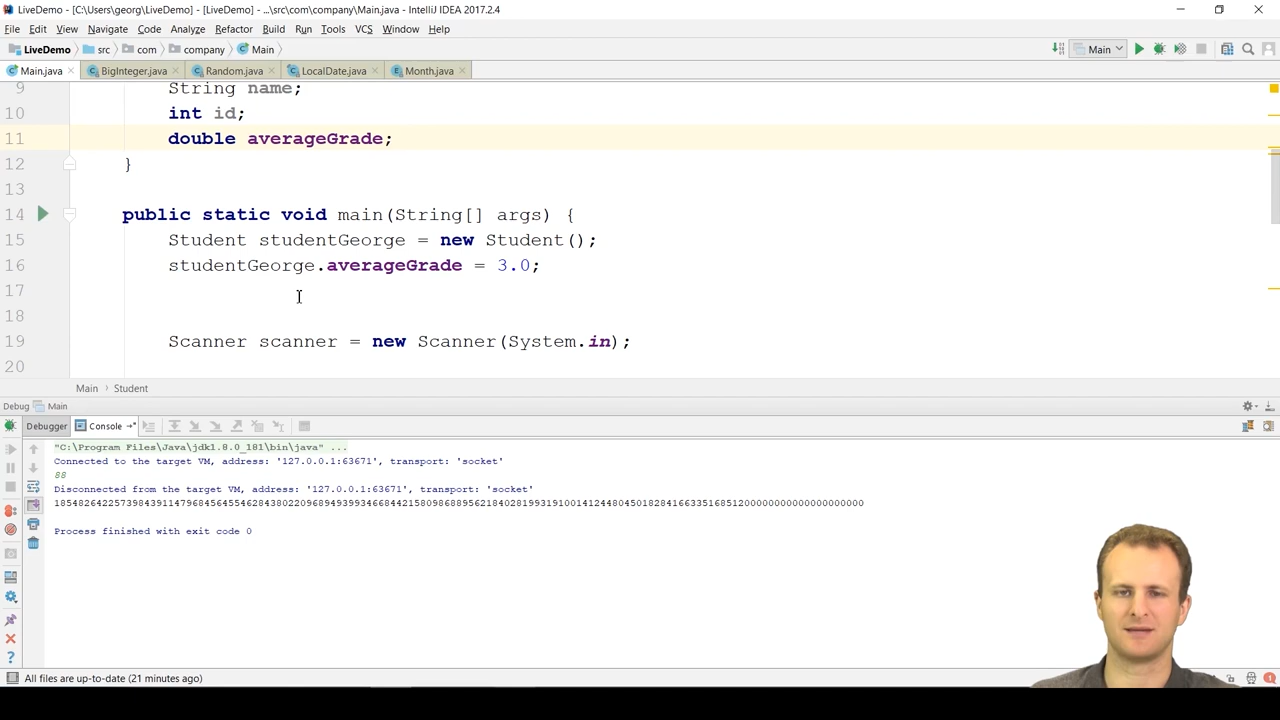 LiveDemo - [C:\Users\georg\LiveDemo] - [LiveDemo] - ...\src\com\company\Main.java - IntelliJ IDEA 2017.2.4
File Edit View Navigate Code Analyze Refactor Build Run Tools VCS Window Help
LiveDemo src com company Main Main
Main.java BigInteger.java Random.java LocalDate.java Month.java
9 String name;
10 int id;
11 double averageGrade;
12 }
13
14 public static void main(String[] args) {
15 Student studentGeorge = new Student();
16 studentGeorge.averageGrade = 3.0;
17
18
19 Scanner scanner = new Scanner(System.in);
20
Main > Student
Debug Main
Debugger Console
"C:\Program Files\Java\jdk1.8.0_181\bin\java" ...
Connected to the target VM, address: '127.0.0.1:63671', transport: 'socket'
88
Disconnected from the target VM, address: '127.0.0.1:63671', transport: 'socket'
Process finished with exit code 0
All files are up-to-date (21 minutes ago)